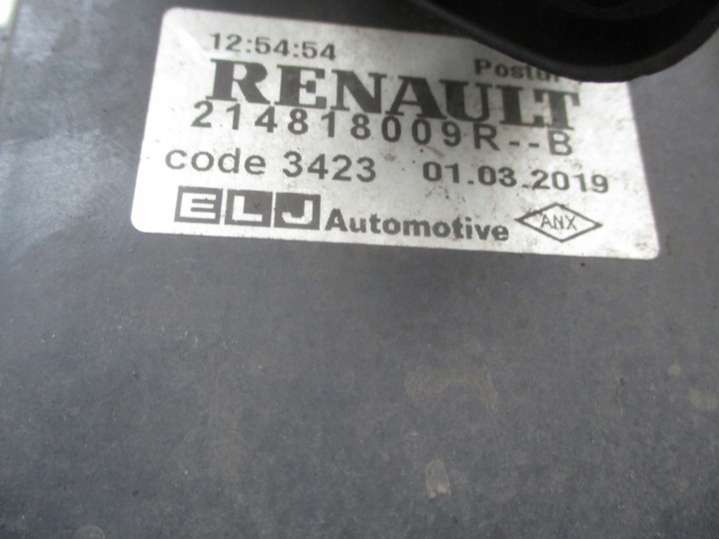 12:54:54
RENAULT
214818009R--B
code 3423 01.03.2019
ELJ Automotive ANX